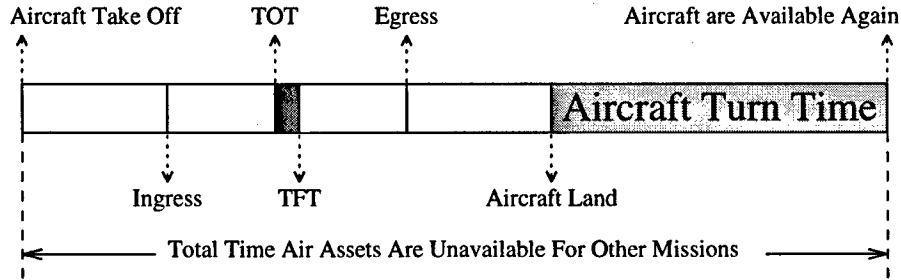 Aircraft Take Off TOT Egress Aircraft are Available Again
Aircraft Turn Time
Ingress TFT Aircraft Land
Total Time Air Assets Are Unavailable For Other Missions